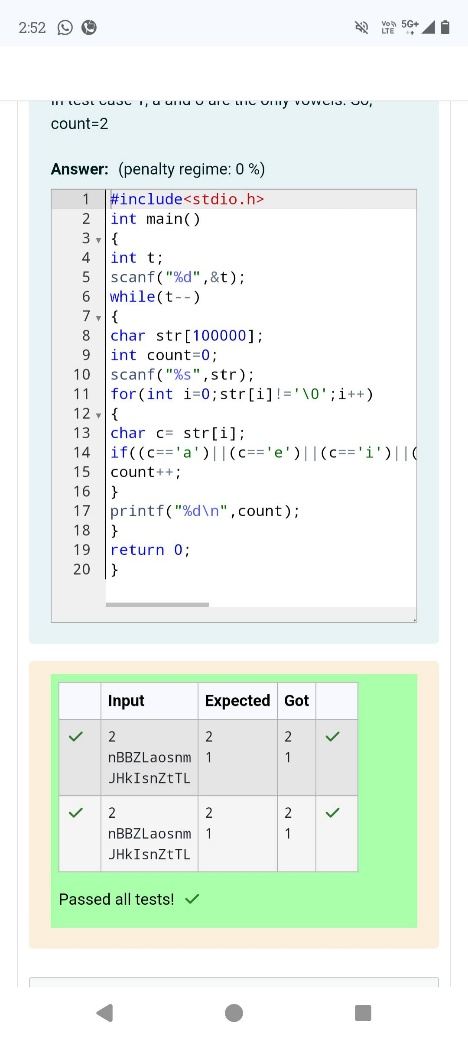 2:52
Vo))
LTE
5G+
count=2
Answer: (penalty regime: 0 %)
1 #include<stdio.h>
2 int main()
3 {
4 int t;
5 scanf("%d",&t);
6 while(t--)
7 {
8 char str[100000];
9 int count=0;
10 scanf("%s",str);
11 for(int i=0;str[i]!='\0';i++)
12 {
13 char c= str[i];
14 if((c=='a')||(c=='e')||(c=='i')||(
15 count++;
16 }
17 printf("%d\n",count);
18 }
19 return 0;
20 }
Input Expected Got
2 2 2
nBBZLaosnm 1 1
JHkIsnZtTL
2 2 2
nBBZLaosnm 1 1
JHkIsnZtTL
Passed all tests!